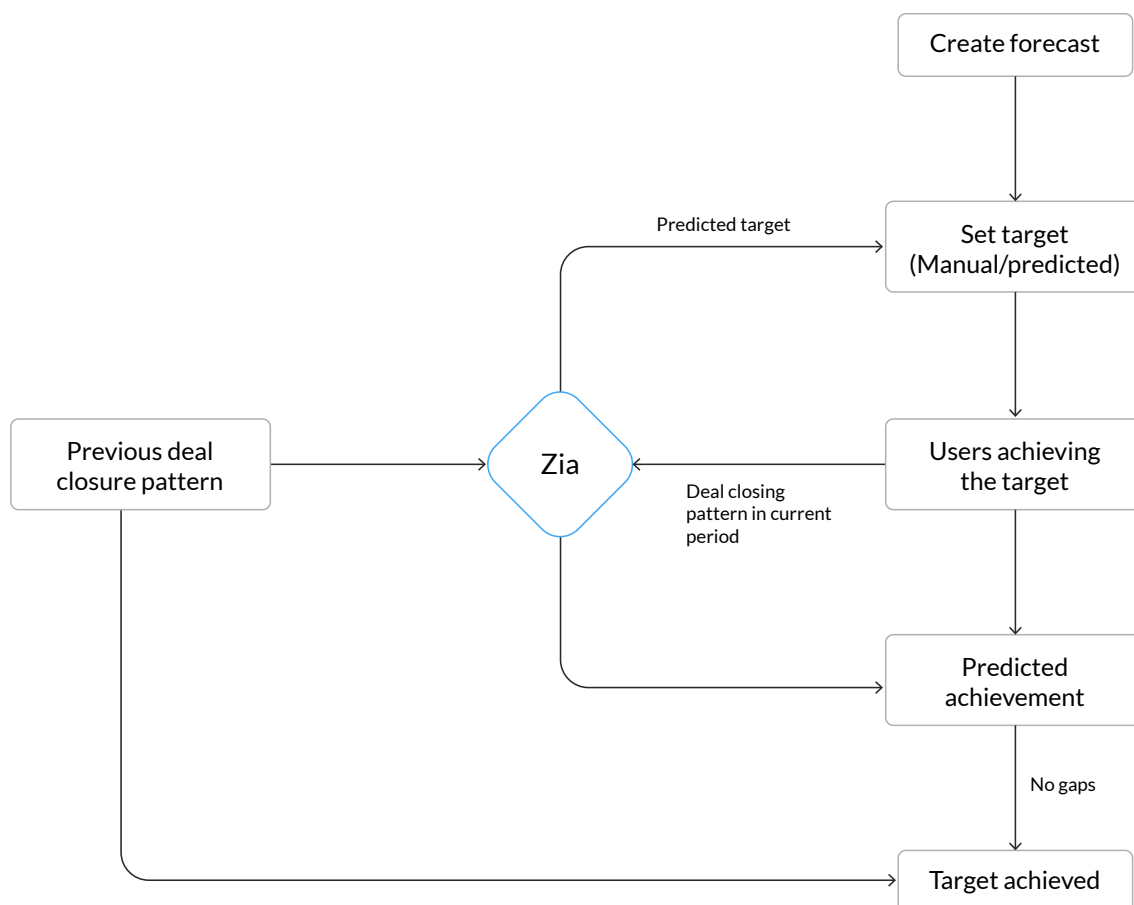 Create forecast
Predicted target
Set target
(Manual/predicted)
Previous deal
closure pattern
Zia
Users achieving
the target
Deal closing
pattern in current
period
Predicted
achievement
No gaps
Target achieved